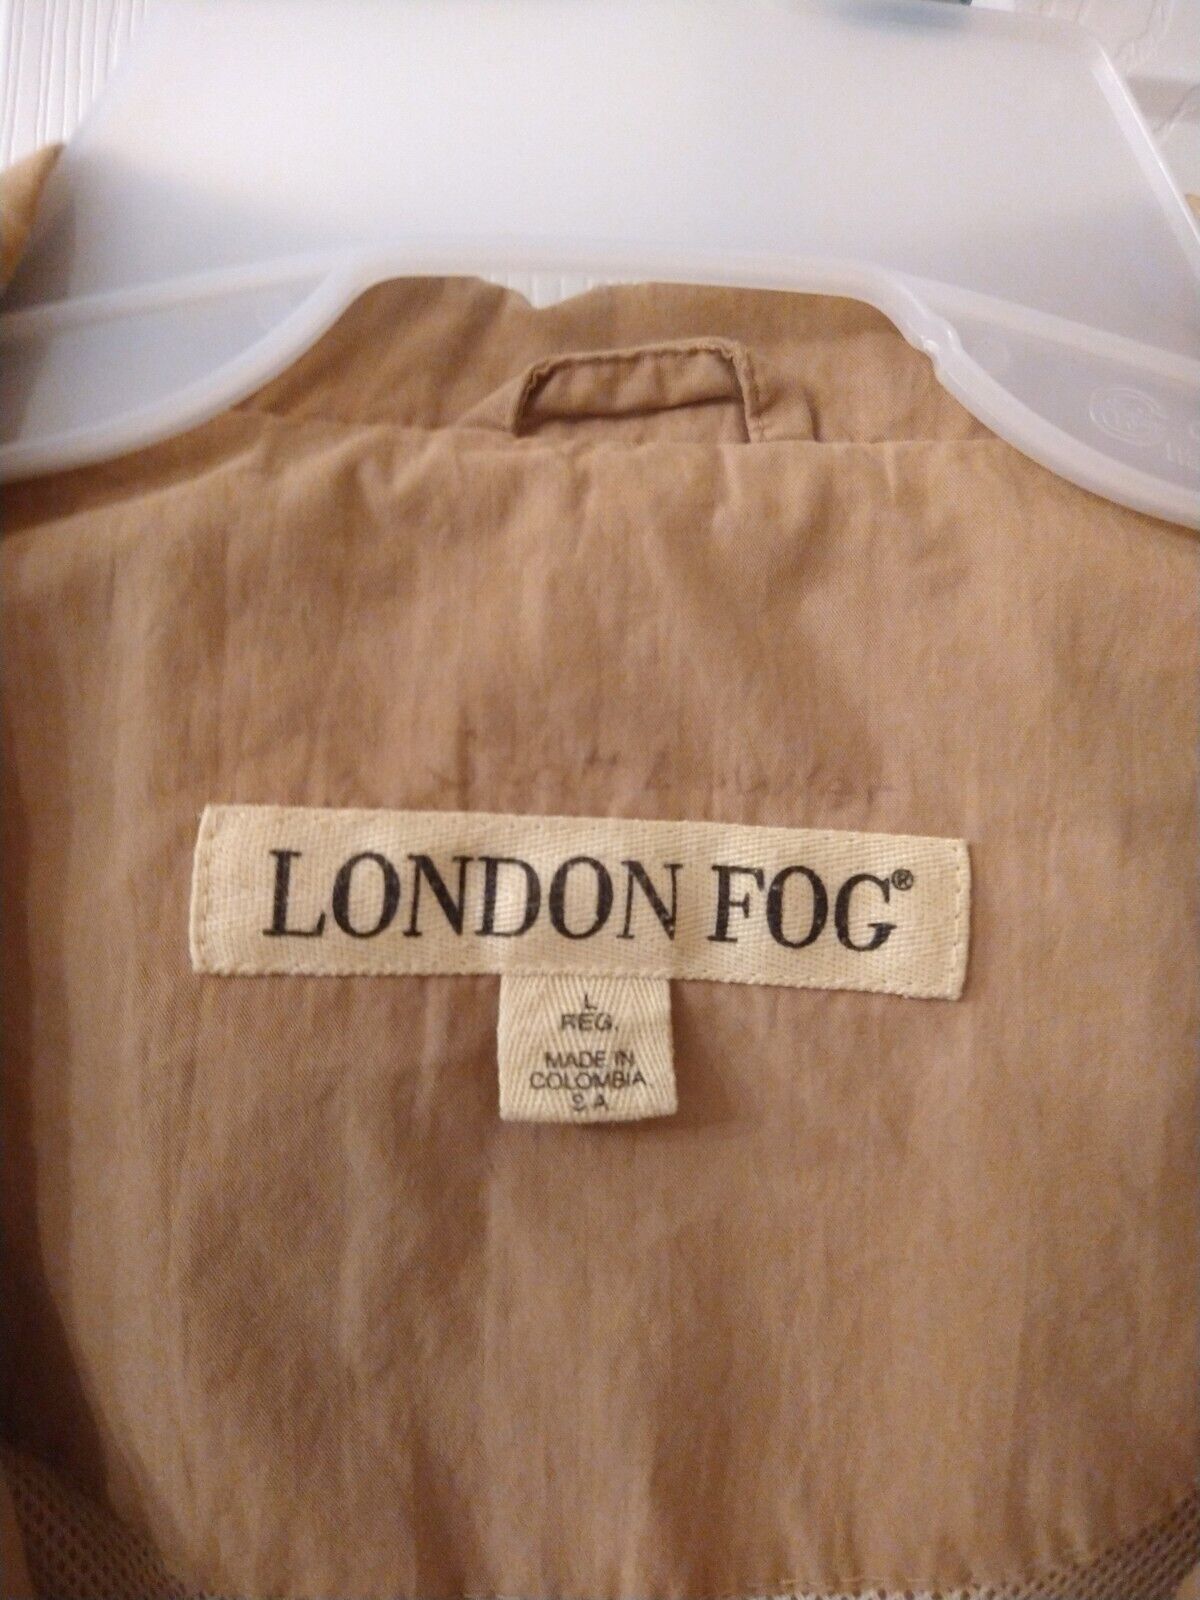 LONDON FOG®
L
REG.
MADE IN
COLOMBIA